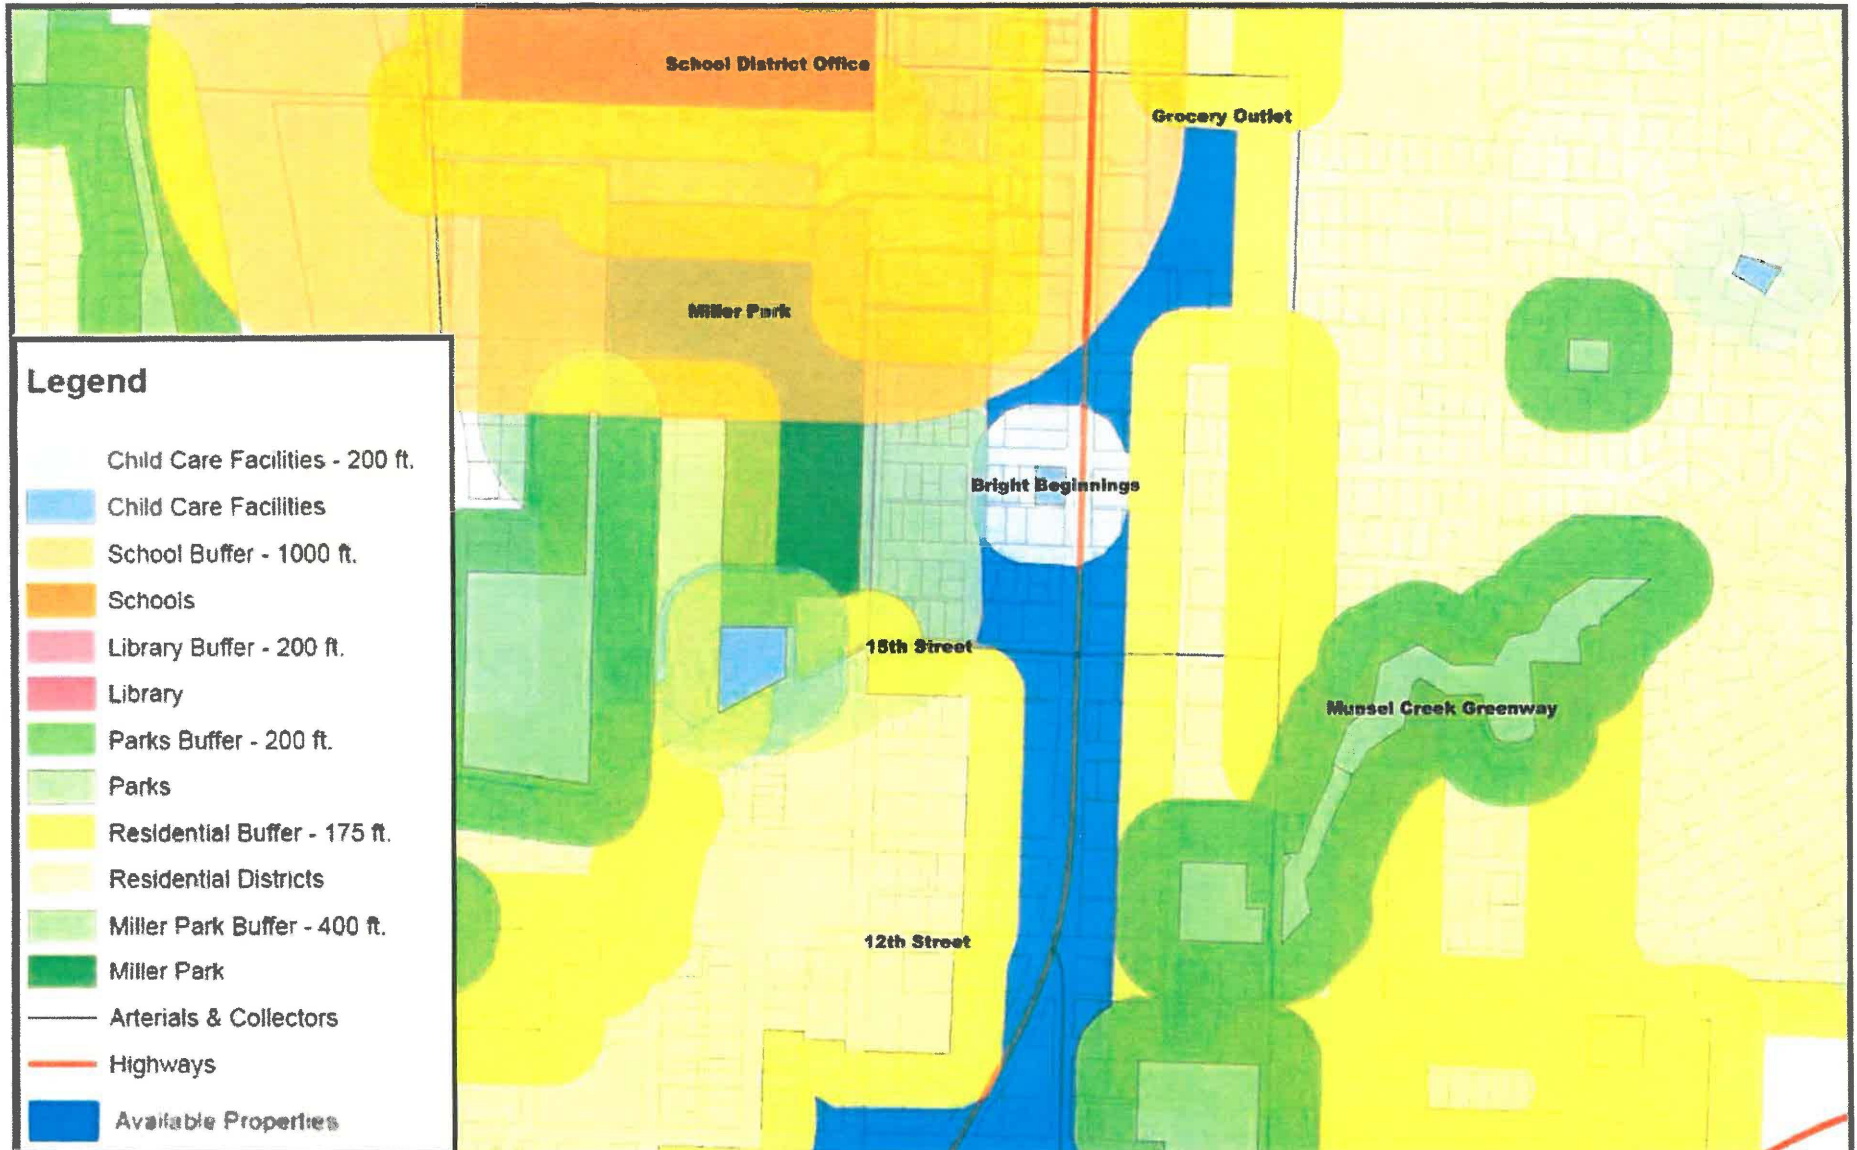 School District Office
Grocery Outlet
Miller Park
Bright Beginnings
15th Street
Munsel Creek Greenway
12th Street
Legend
Child Care Facilities - 200 ft.
Child Care Facilities
School Buffer - 1000 ft.
Schools
Library Buffer - 200 ft.
Library
Parks Buffer - 200 ft.
Parks
Residential Buffer - 175 ft.
Residential Districts
Miller Park Buffer - 400 ft.
Miller Park
Arterials & Collectors
Highways
Available Properties